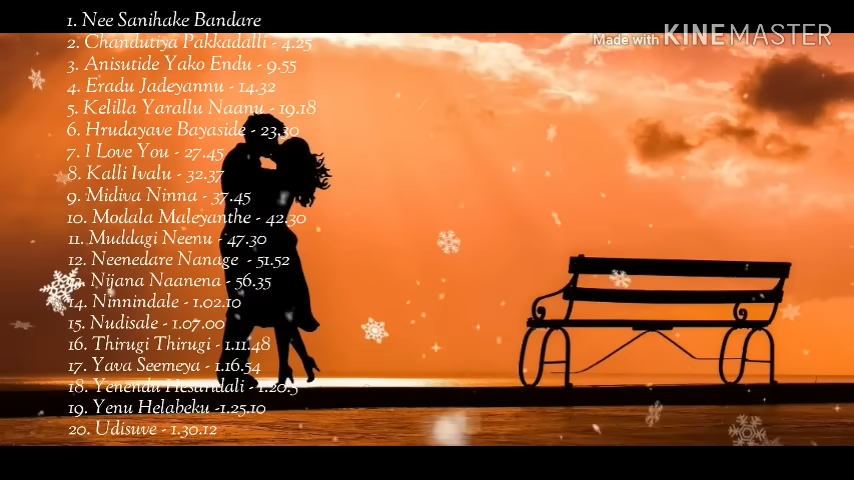 1. Nee Sanihake Bandare
Made with KINEMASTER
2. Chandutiya Pakkadalli - 4.25
3. Anisutide Yako Endu - 9.55
4. Eradu Jadeyannu - 14.32
5. Kelilla Yarallu Naanu - 19.18
6. Hrudayave Bayaside - 23.30
7. I Love You - 27.45
8. Kalli Ivalu - 32.37
9. Midiva Ninna - 37.45
10. Modala Maleyanthe - 42.30
11. Muddagi Neenu - 47.30
12. Neenedare Nanage - 51.52
13. Nijana Naanena - 56.35
14. Ninnindale - 1.02.10
15. Nudisale - 1.07.00
16. Thirugi Thirugi - 1.11.48
17. Yava Seemeya - 1.16.54
18. Yenendu Hesaridali - 1.20.5
19. Yenu Helabeku -1.25.10
20. Udisuve - 1.30.12